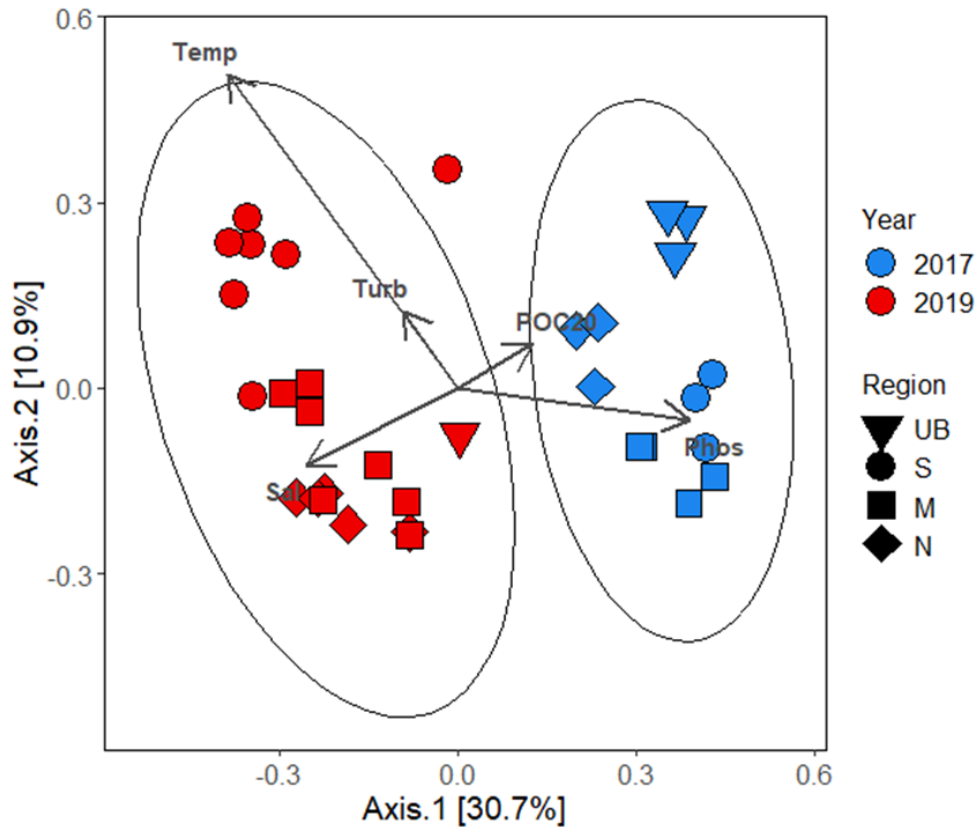 0.6
0.3
0.0
-0.3
Axis.2 [10.9%]
Temp
Turb
POC20
Phos
Sal
-0.3
0.0
0.3
0.6
Axis.1 [30.7%]
Year
2017
2019
Region
UB
S
M
N